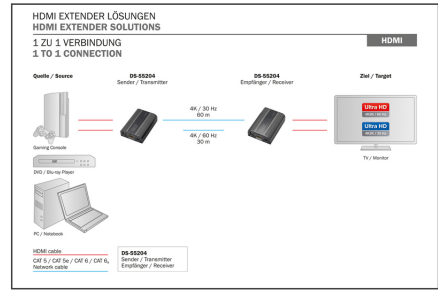 HDMI EXTENDER LÖSUNGEN
HDMI EXTENDER SOLUTIONS
1 ZU 1 VERBINDUNG
1 TO 1 CONNECTION
HDMI
Quelle / Source
DS-55204
Sender / Transmitter
DS-55204
Empfänger / Receiver
Ziel / Target
4K / 30 Hz
60 m
4K / 60 Hz
30 m
Ultra HD
Ultra HD
Gaming Console
DVD / Blu-ray Player
TV / Monitor
PC / Notebook
HDMI cable
CAT 5 / CAT 5e / CAT 6 / CAT 6A
Network cable
DS-55204
Sender / Transmitter
Empfänger / Receiver